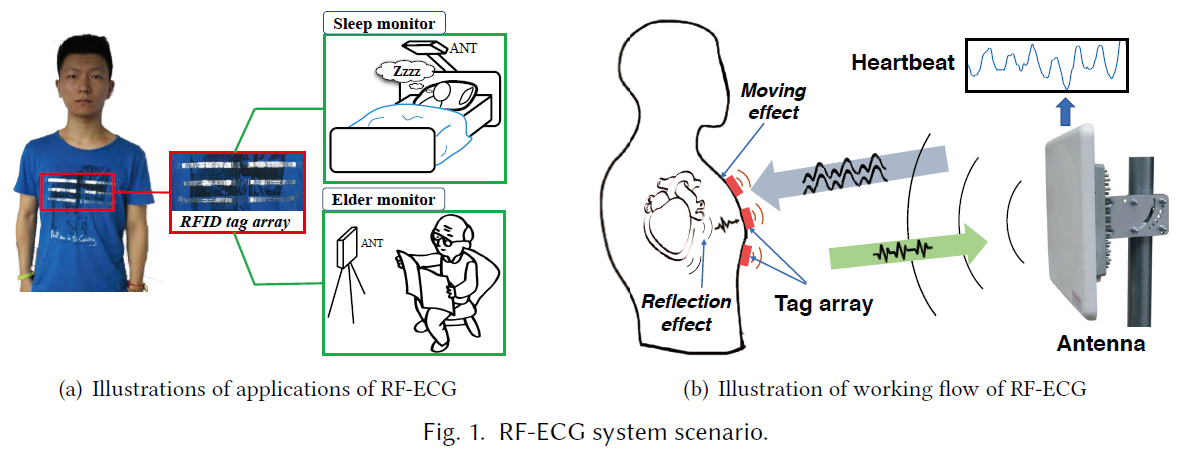 Sleep monitor
ANT
Zzzz
RFID tag array
Elder monitor
ANT
(a) Illustrations of applications of RF-ECG
Heartbeat
Moving
effect
Reflection
effect
Tag array
Antenna
(b) Illustration of working flow of RF-ECG
Fig. 1. RF-ECG system scenario.